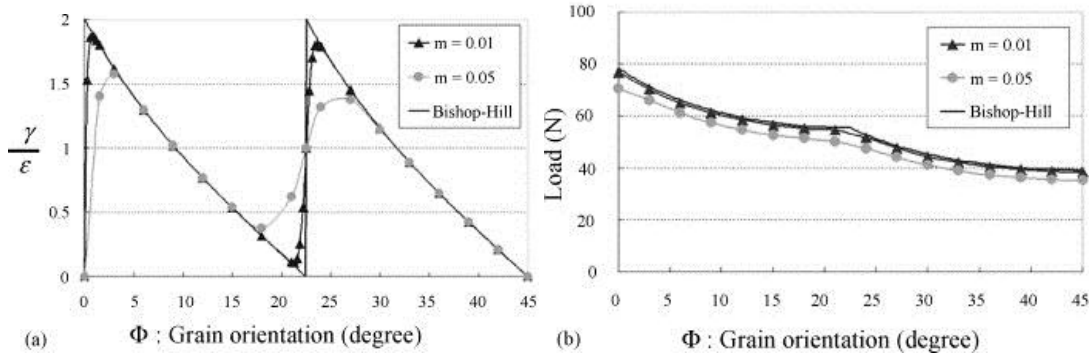 2
1.5
1
0.5
0
γ
ε
m = 0.01
m = 0.05
Bishop-Hill
0 5 10 15 20 25 30 35 40 45
(a) Φ : Grain orientation (degree)
100
80
60
40
20
0
Load (N)
m = 0.01
m = 0.05
Bishop-Hill
0 5 10 15 20 25 30 35 40 45
(b) Φ : Grain orientation (degree)